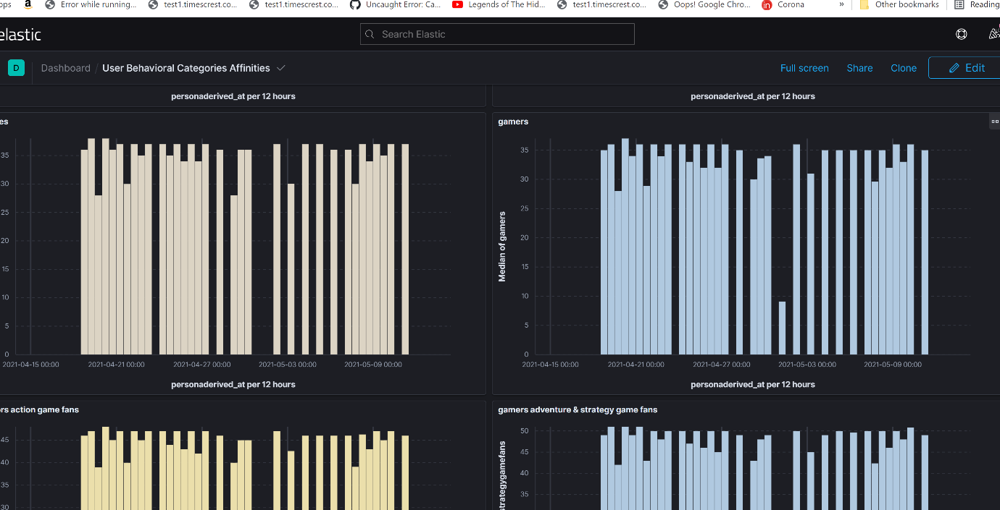 pps
Error while running...
test1.timescrest.co...
test1.timescrest.co...
Uncaught Error: Ca...
Legends of The Hid...
test1.timescrest.co...
Oops! Google Chro...
in Corona
»
Other bookmarks
Reading
elastic
Search Elastic
D
Dashboard / User Behavioral Categories Affinities
Full screen
Share
Clone
Edit
personaderived_at per 12 hours
personaderived_at per 12 hours
es
35
30
25
20
15
10
5
0
2021-04-15 00:00
2021-04-21 00:00
2021-04-27 00:00
2021-05-03 00:00
2021-05-09 00:00
personaderived_at per 12 hours
gamers
Median of gamers
35
30
25
20
15
10
5
0
2021-04-15 00:00
2021-04-21 00:00
2021-04-27 00:00
2021-05-03 00:00
2021-05-09 00:00
personaderived_at per 12 hours
rs action game fans
45
40
35
30
gamers adventure & strategy game fans
strategygamefans
50
45
40
35